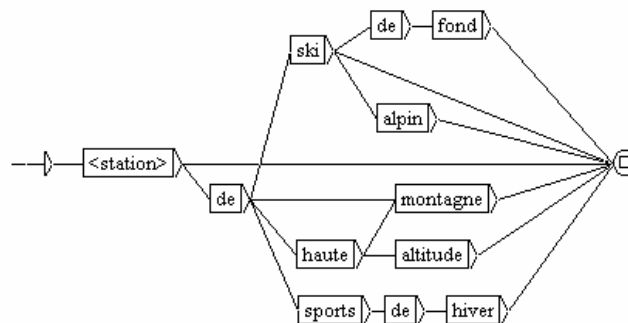 de fond
ski
alpin
<station>
de montagne
haute altitude
sports de hiver